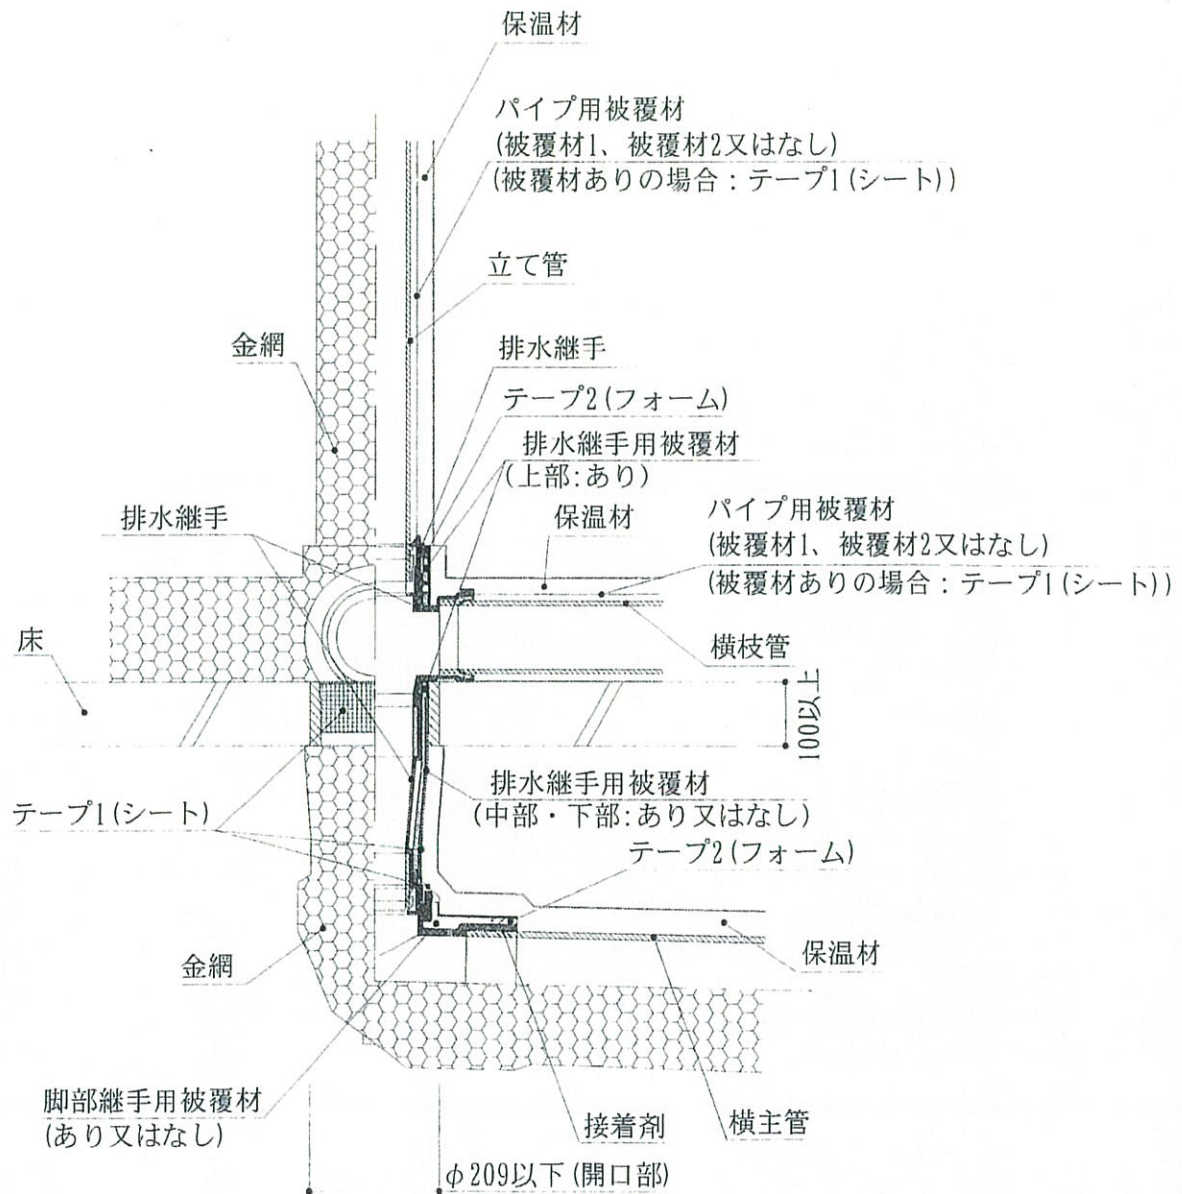 保温材
パイプ用被覆材
(被覆材1、被覆材2又はなし)
(被覆材ありの場合：テープ1(シート))
立て管
金網
排水継手
テープ2(フォーム)
排水継手用被覆材
(上部:あり)
排水継手
保温材
パイプ用被覆材
(被覆材1、被覆材2又はなし)
(被覆材ありの場合：テープ1(シート))
床
横枝管
100以上
テープ1(シート)
排水継手用被覆材
(中部・下部:あり又はなし)
テープ2(フォーム)
金網
保温材
脚部継手用被覆材
(あり又はなし)
接着剤
横主管
φ209以下(開口部)